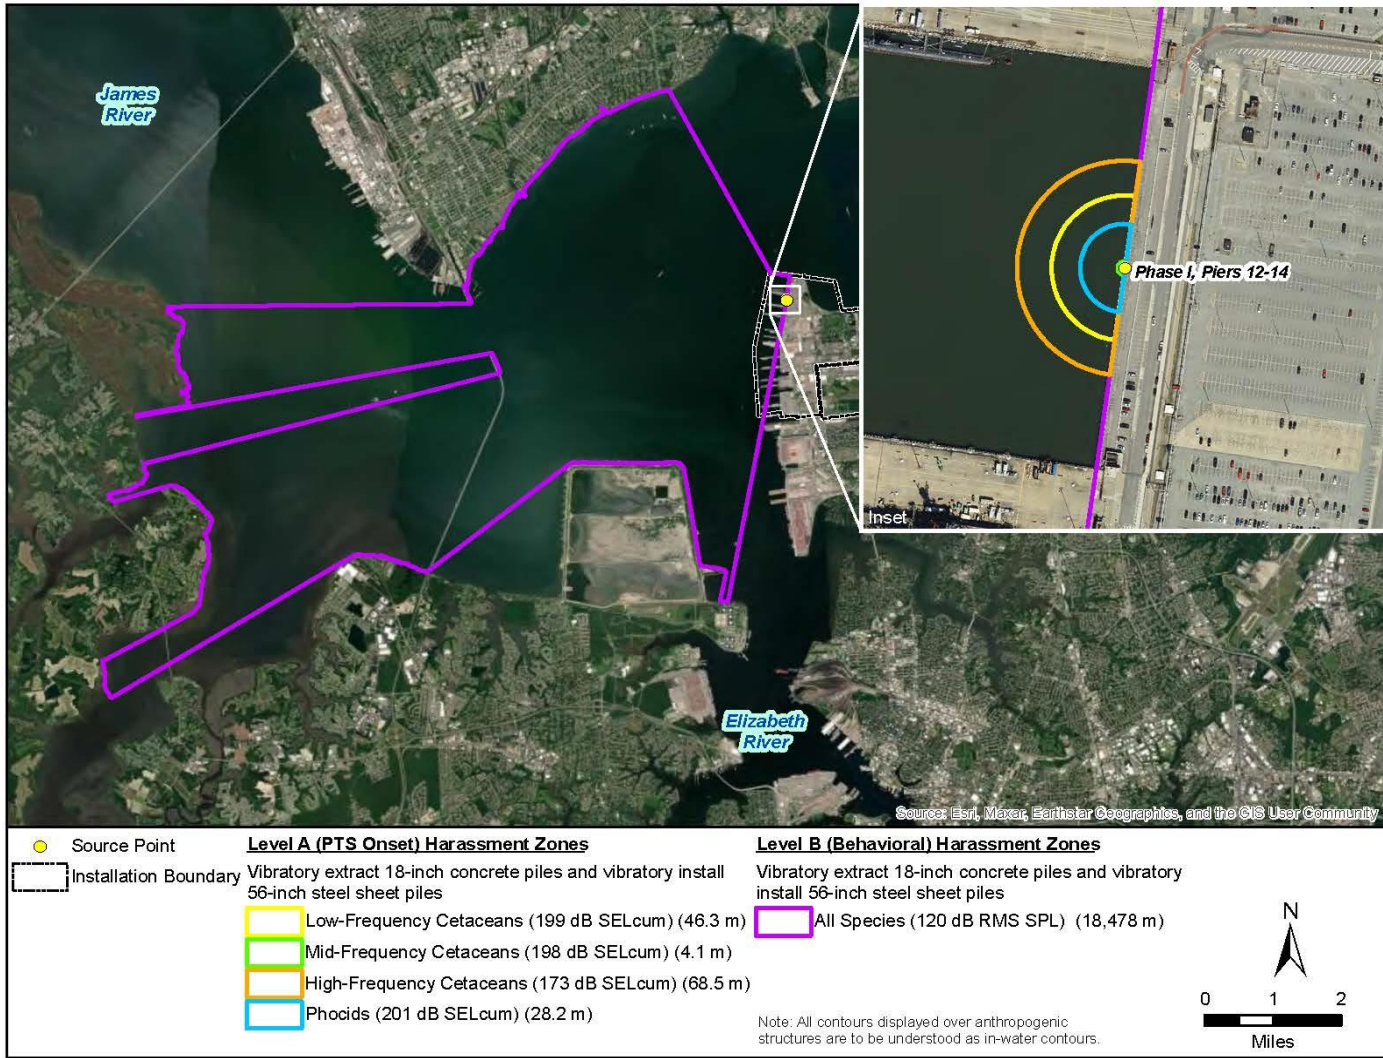 James
River
Phase I, Piers 12-14
Inset
Elizabeth
River
Source: Esri, Maxar, Earthstar Geographics, and the GIS User Community
Source Point
Installation Boundary
Level A (PTS Onset) Harassment Zones
Vibratory extract 18-inch concrete piles and vibratory install
56-inch steel sheet piles
Low-Frequency Cetaceans (199 dB SELcum) (46.3 m)
Mid-Frequency Cetaceans (198 dB SELcum) (4.1 m)
High-Frequency Cetaceans (173 dB SELcum) (68.5 m)
Phocids (201 dB SELcum) (28.2 m)
Level B (Behavioral) Harassment Zones
Vibratory extract 18-inch concrete piles and vibratory
install 56-inch steel sheet piles
All Species (120 dB RMS SPL) (18,478 m)
Note: All contours displayed over anthropogenic
structures are to be understood as in-water contours.
N
0 1 2
Miles